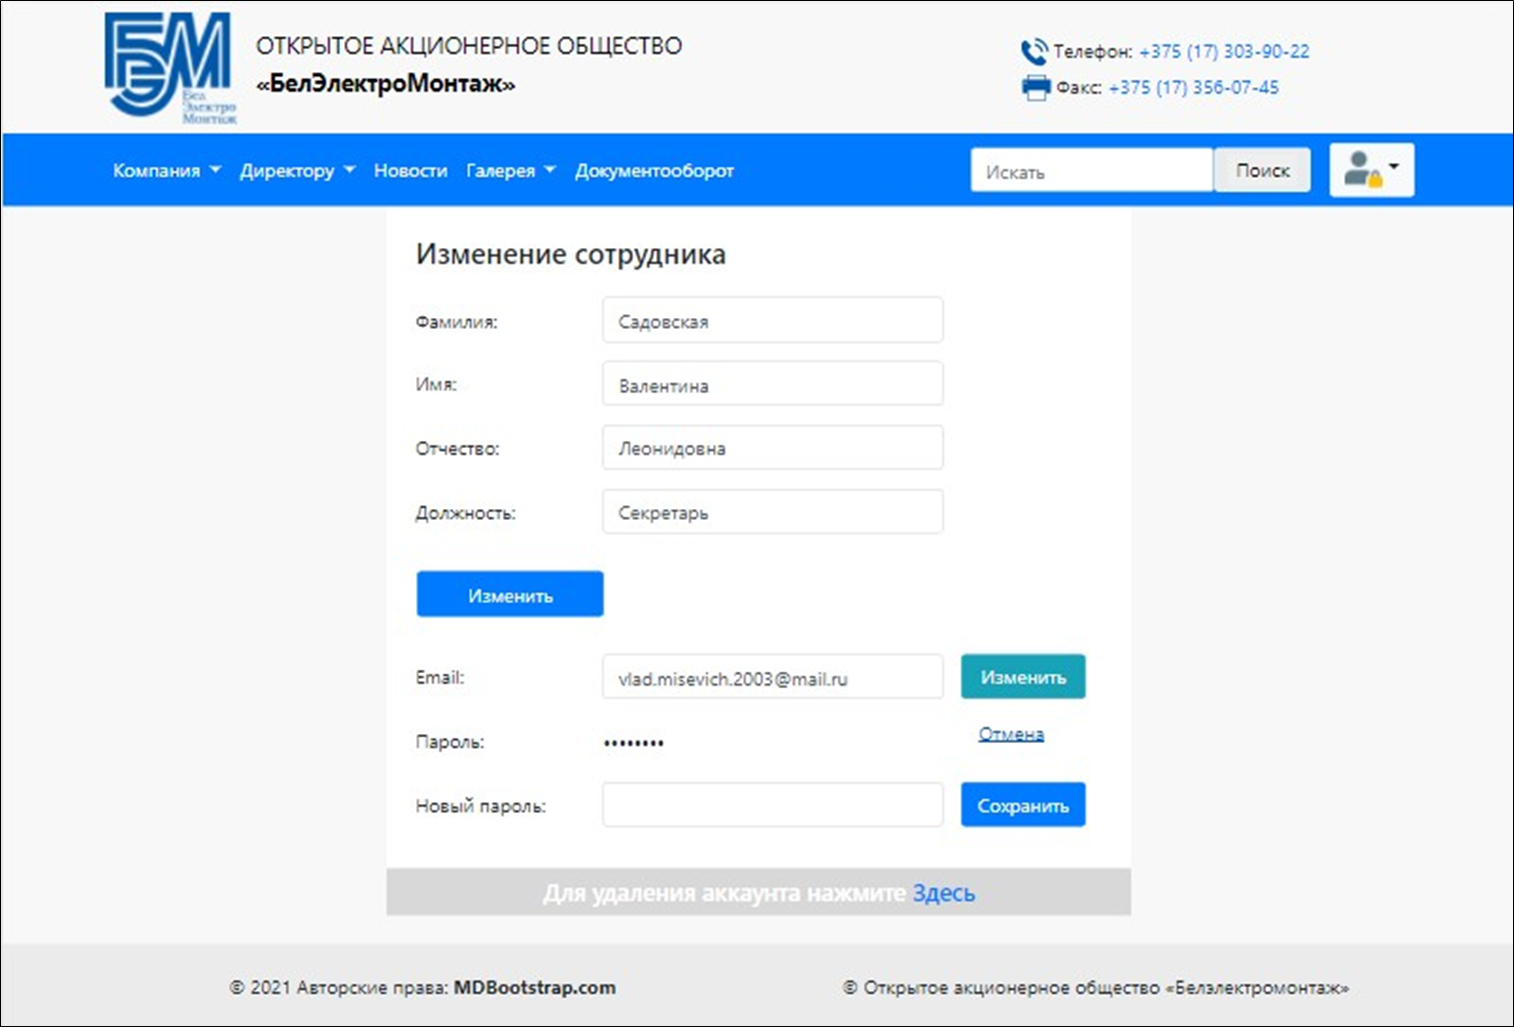 БЭМ
Бел
Электро
Монтаж
ОТКРЫТОЕ АКЦИОНЕРНОЕ ОБЩЕСТВО
«БелЭлектроМонтаж»
Телефон: +375 (17) 303-90-22
Факс: +375 (17) 356-07-45
Компания Директору Новости Галерея Документооборот Искать Поиск
Изменение сотрудника
Фамилия: Садовская
Имя: Валентина
Отчество: Леонидовна
Должность: Секретарь
Изменить
Email: vlad.misevich.2003@mail.ru Изменить
Пароль: •••••••• Отмена
Новый пароль: Сохранить
Для удаления аккаунта нажмите Здесь
© 2021 Авторские права: MDBootstrap.com © Открытое акционерное общество «Белэлектромонтаж»